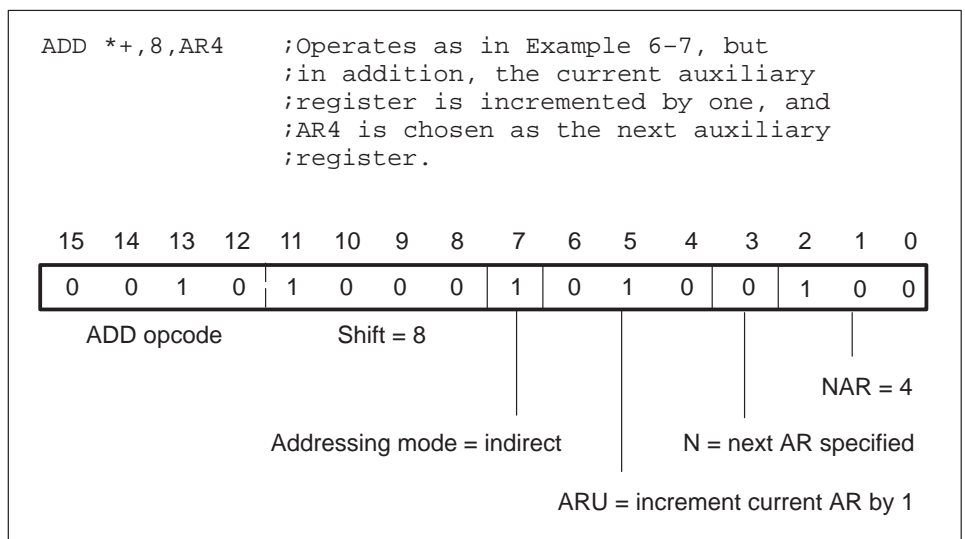 ADD *+,8,AR4 ;Operates as in Example 6–7, but
;in addition, the current auxiliary
;register is incremented by one, and
;AR4 is chosen as the next auxiliary
;register.
15 14 13 12 11 10 9 8 7 6 5 4 3 2 1 0
0 0 1 0 1 0 0 0 1 0 1 0 0 1 0 0
ADD opcode Shift = 8
NAR = 4
Addressing mode = indirect N = next AR specified
ARU = increment current AR by 1